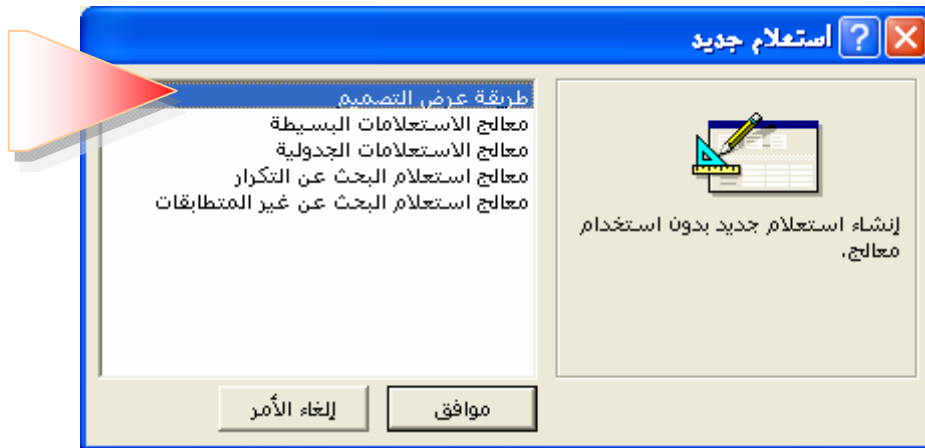 استعلام جديد
إنشاء استعلام جديد بدون استخدام
معالج.
طريقة عرض التصميم
معالج الاستعلامات البسيطة
معالج الاستعلامات الجدولية
معالج استعلام البحث عن التكرار
معالج استعلام البحث عن غير المتطابقات
موافق
إلغاء الأمر